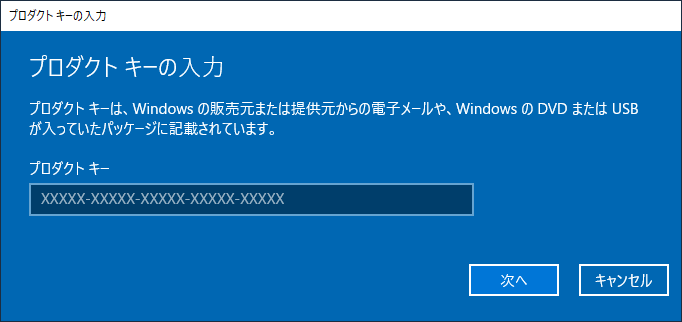 プロダクト キーの入力
プロダクト キーの入力
プロダクト キーは、Windows の販売元または提供元からの電子メールや、Windows の DVD または USB
が入っていたパッケージに記載されています。
プロダクト キー
XXXXX-XXXXX-XXXXX-XXXXX-XXXXX
次へ
キャンセル